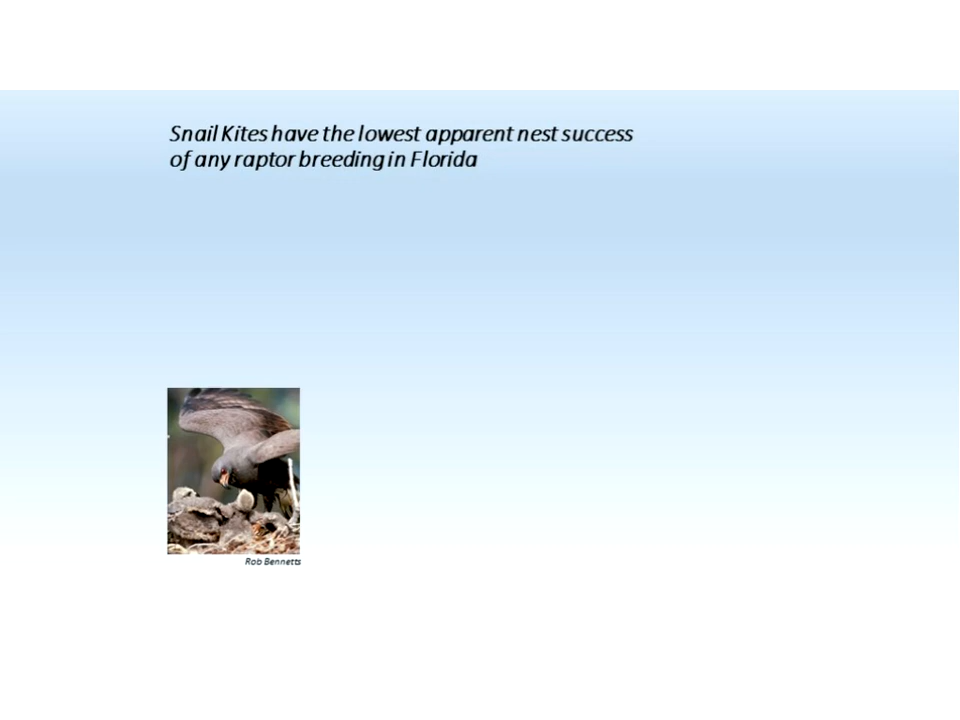 Snail Kites have the lowest apparent nest success
of any raptor breeding in Florida
Rob Bennetts